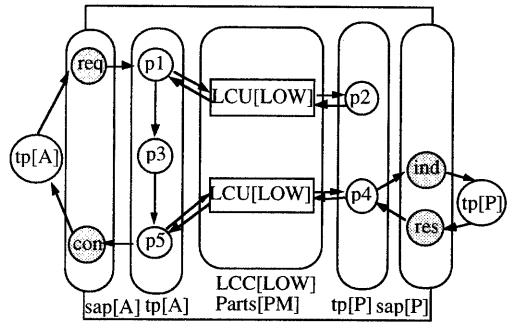 req
p1
LCU[LOW]
p2
tp[A]
p3
ind
tp[P]
LCU[LOW]
p4
con
p5
res
LCC[LOW]
Parts[PM]
sap[A] tp[A]
tp[P] sap[P]